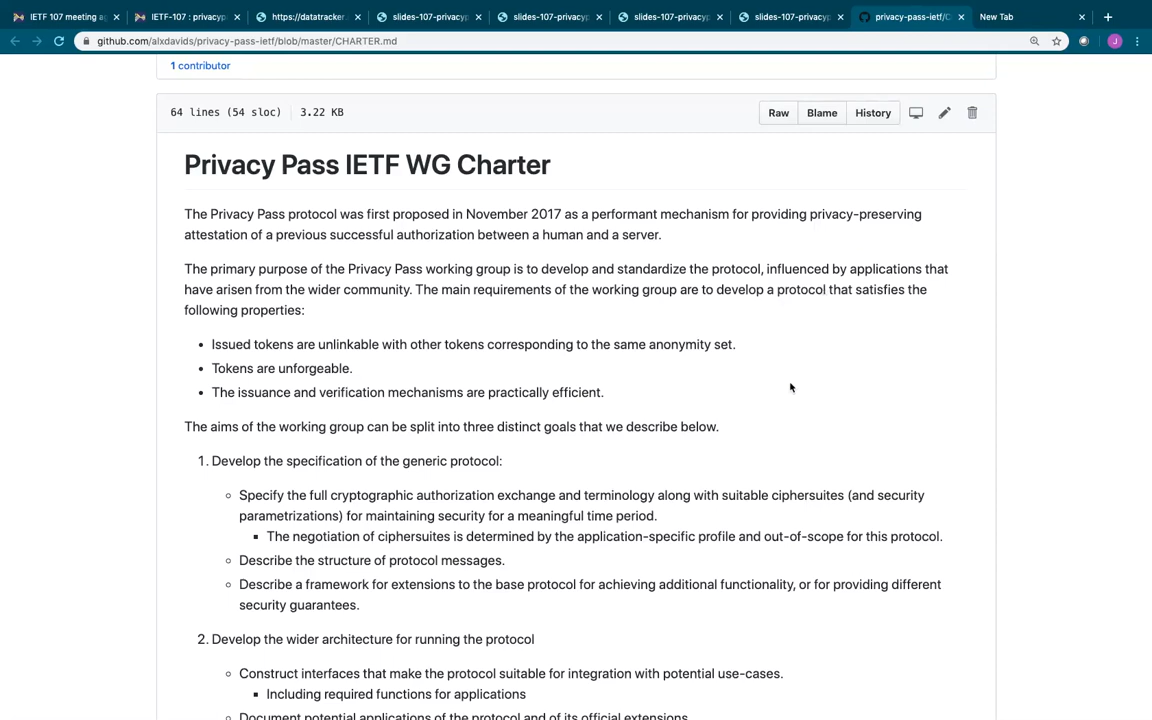 IETF 107 meeting a
IETF-107 : privacyp
https://datatracker.
slides-107-privacyp
slides-107-privacyp
slides-107-privacyp
slides-107-privacyp
privacy-pass-ietf/C
New Tab
github.com/alxdavids/privacy-pass-ietf/blob/master/CHARTER.md
J
1 contributor
64 lines (54 sloc) 3.22 KB
Raw Blame History
Privacy Pass IETF WG Charter
The Privacy Pass protocol was first proposed in November 2017 as a performant mechanism for providing privacy-preserving
attestation of a previous successful authorization between a human and a server.
The primary purpose of the Privacy Pass working group is to develop and standardize the protocol, influenced by applications that
have arisen from the wider community. The main requirements of the working group are to develop a protocol that satisfies the
following properties:
• Issued tokens are unlinkable with other tokens corresponding to the same anonymity set.
• Tokens are unforgeable.
• The issuance and verification mechanisms are practically efficient.
The aims of the working group can be split into three distinct goals that we describe below.
1. Develop the specification of the generic protocol:
◦ Specify the full cryptographic authorization exchange and terminology along with suitable ciphersuites (and security
parametrizations) for maintaining security for a meaningful time period.
▪ The negotiation of ciphersuites is determined by the application-specific profile and out-of-scope for this protocol.
◦ Describe the structure of protocol messages.
◦ Describe a framework for extensions to the base protocol for achieving additional functionality, or for providing different
security guarantees.
2. Develop the wider architecture for running the protocol
◦ Construct interfaces that make the protocol suitable for integration with potential use-cases.
▪ Including required functions for applications
◦ Document potential applications of the protocol and of its official extensions.